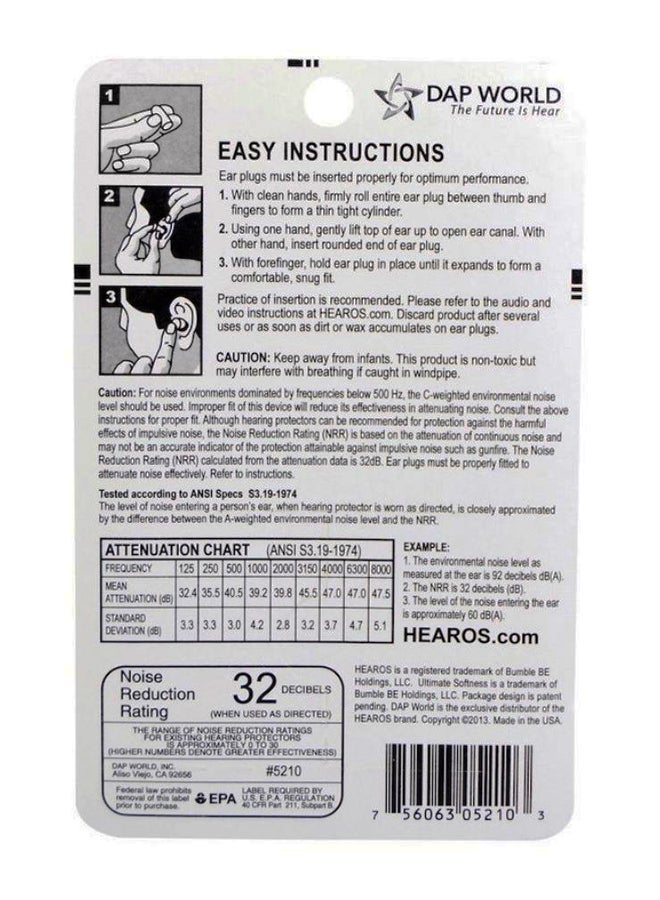 DAP WORLD
The Future Is Hear
1
EASY INSTRUCTIONS
Ear plugs must be inserted properly for optimum performance.
1. With clean hands, firmly roll entire ear plug between thumb and
fingers to form a thin tight cylinder.
2
2. Using one hand, gently lift top of ear up to open ear canal. With
other hand, insert rounded end of ear plug.
3. With forefinger, hold ear plug in place until it expands to form a
comfortable, snug fit.
3
Practice of insertion is recommended. Please refer to the audio and
video instructions at HEAROS.com. Discard product after several
uses or as soon as dirt or wax accumulates on ear plugs.
CAUTION: Keep away from infants. This product is non-toxic but
may interfere with breathing if caught in windpipe.
Caution: For noise environments dominated by frequencies below 500 Hz, the C-weighted environmental noise
level should be used. Improper fit of this device will reduce its effectiveness in attenuating noise. Consult the above
instructions for proper fit. Although hearing protectors can be recommended for protection against the harmful
effects of impulsive noise, the Noise Reduction Rating (NRR) is based on the attenuation of continuous noise and
may not be an accurate indicator of the protection attainable against impulsive noise such as gunfire. The Noise
Reduction Rating (NRR) calculated from the attenuation data is 32dB. Ear plugs must be properly fitted to
attenuate noise effectively. Refer to instructions.
Tested according to ANSI Specs S3.19-1974
The level of noise entering a person's ear, when hearing protector is worn as directed, is closely approximated
by the difference between the A-weighted environmental noise level and the NRR.
ATTENUATION CHART (ANSI S3.19-1974)
FREQUENCY 125 250 500 1000 2000 3150 4000 6300 8000
MEAN
ATTENUATION (dB) 32.4 35.5 40.5 39.2 39.8 45.5 47.0 47.0 47.5
STANDARD
DEVIATION (dB) 3.3 3.3 3.0 4.2 2.8 3.2 3.7 4.7 5.1
EXAMPLE:
1. The environmental noise level as
measured at the ear is 92 decibels dB(A).
2. The NRR is 32 decibels (dB).
3. The level of the noise entering the ear
is approximately 60 dB(A).
HEAROS.com
Noise
Reduction
Rating
32 DECIBELS
(WHEN USED AS DIRECTED)
THE RANGE OF NOISE REDUCTION RATINGS
FOR EXISTING HEARING PROTECTORS
IS APPROXIMATELY 0 TO 30
(HIGHER NUMBERS DENOTE GREATER EFFECTIVENESS)
DAP WORLD, INC.
Aliso Viejo, CA 92656
#5210
Federal law prohibits
removal of this label
prior to purchase.
EPA
LABEL REQUIRED BY
U.S. E.P.A. REGULATION
40 CFR Part 211, Subpart B.
HEAROS is a registered trademark of Bumble BE
Holdings, LLC. Ultimate Softness is a trademark of
Bumble BE Holdings, LLC. Package design is patent
pending. DAP World is the exclusive distributor of the
HEAROS brand. Copyright ©2013. Made in the USA.
7 56063 05210 3